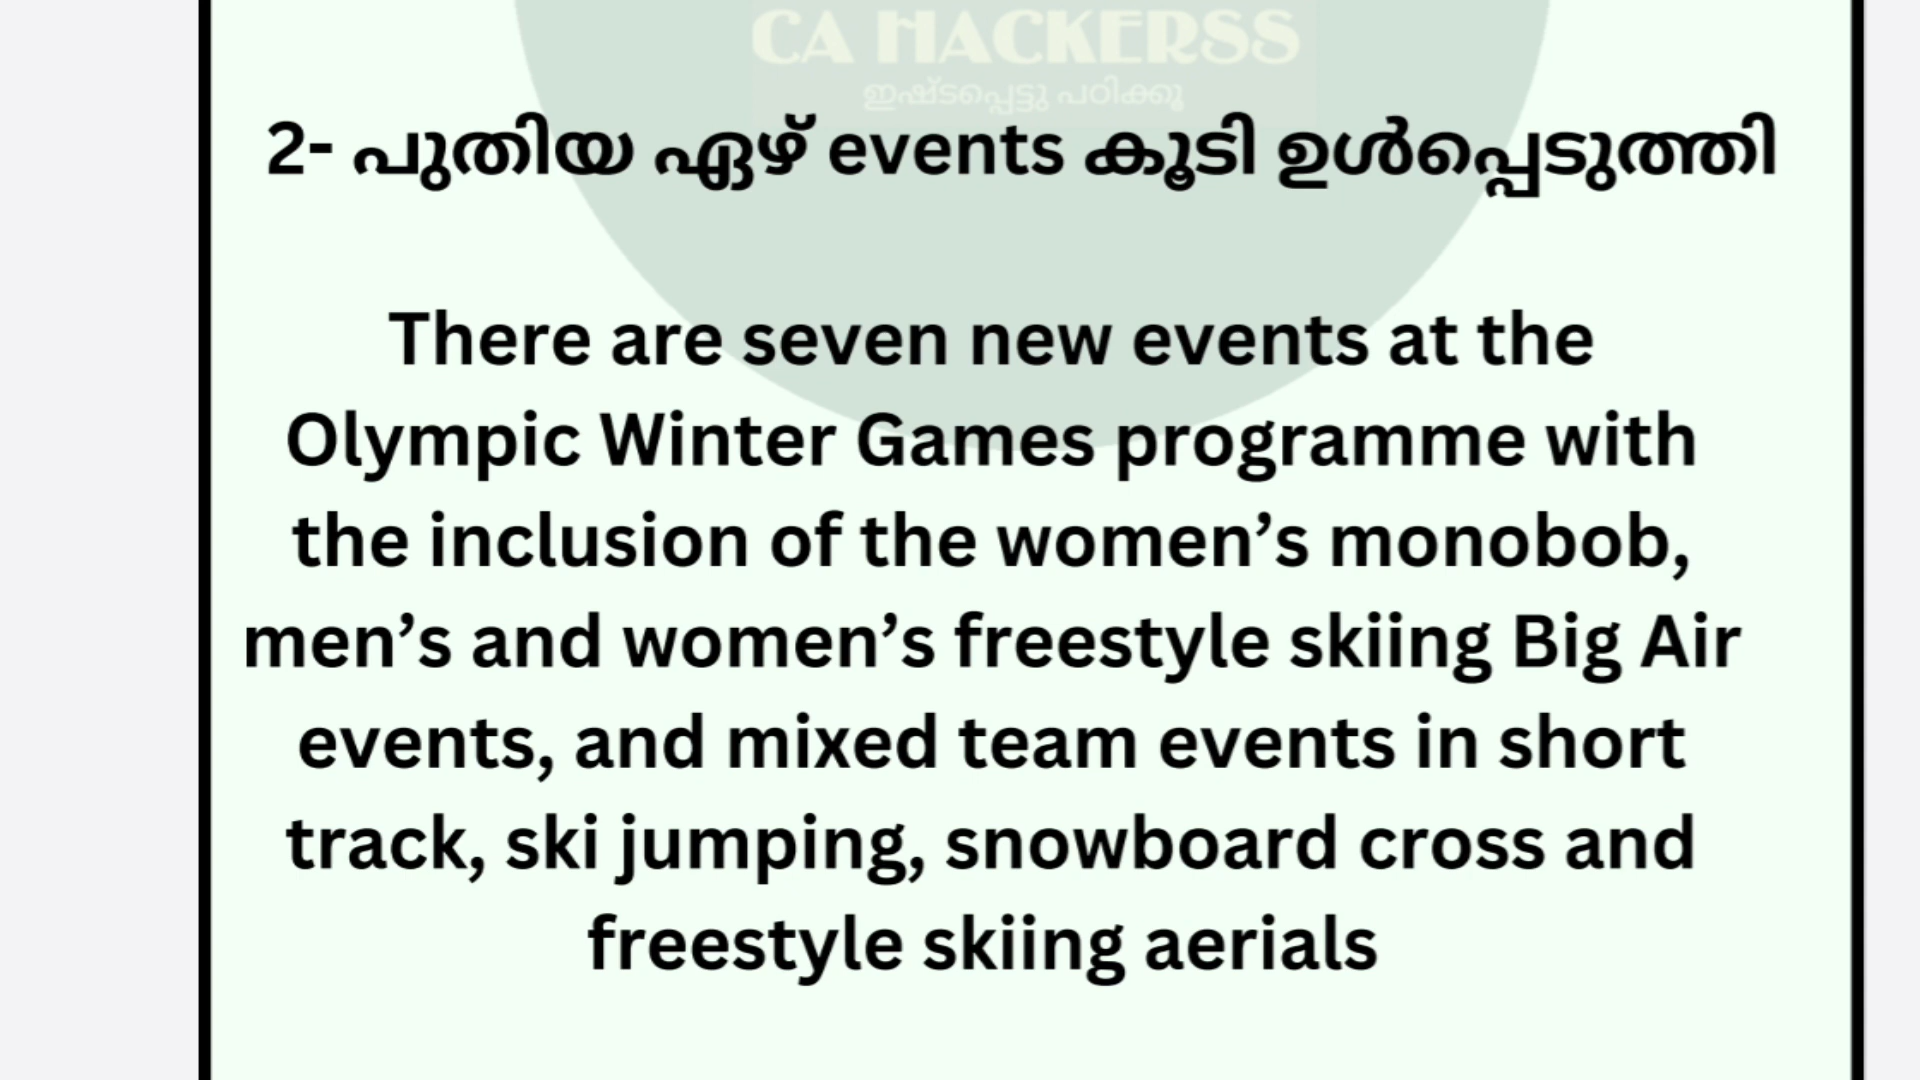 CA HACKERSS
ഇഷ്ടപ്പെട്ടു പഠിക്കൂ
2- പുതിയ ഏഴ് events കൂടി ഉൾപ്പെടുത്തി
There are seven new events at the
Olympic Winter Games programme with
the inclusion of the women’s monobob,
men’s and women’s freestyle skiing Big Air
events, and mixed team events in short
track, ski jumping, snowboard cross and
freestyle skiing aerials